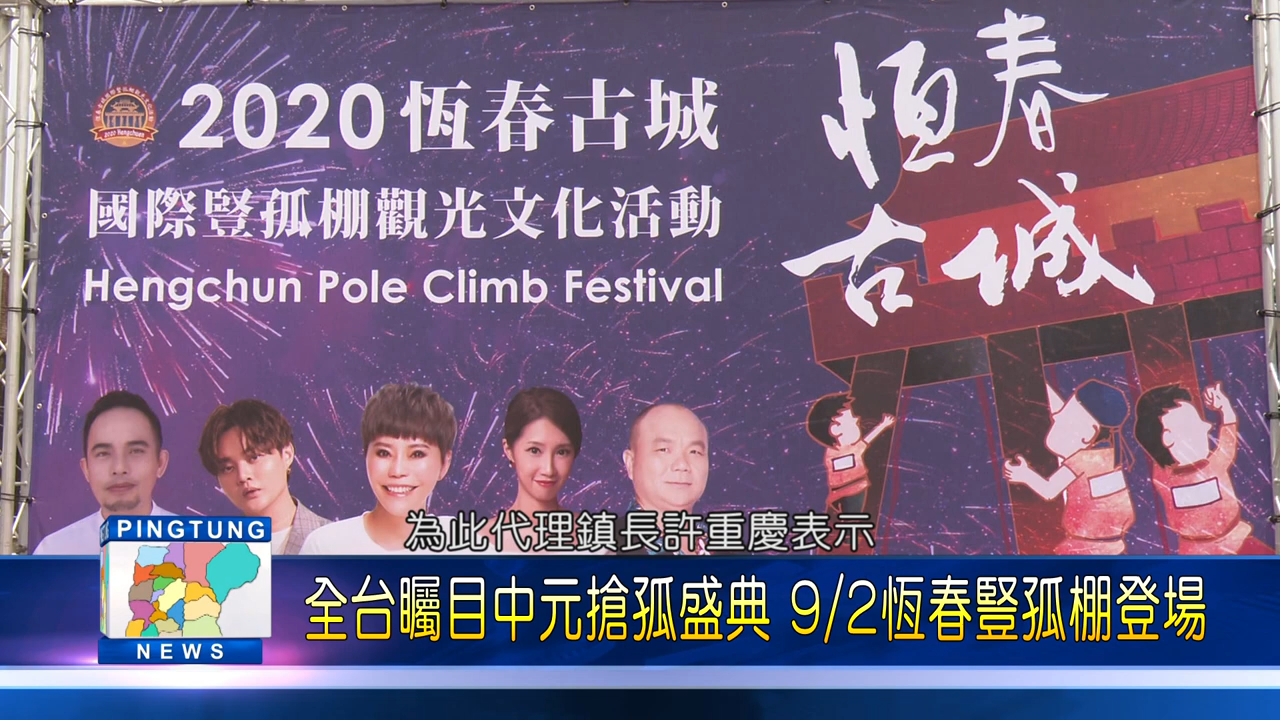 2020恆春古城
國際豎孤棚觀光文化活動
Hengchun Pole Climb Festival
恆春
古城
2020 Hengchuen
為此代理鎮長許重慶表示
PINGTUNG
NEWS
全台矚目中元搶孤盛典 9/2恆春豎孤棚登場